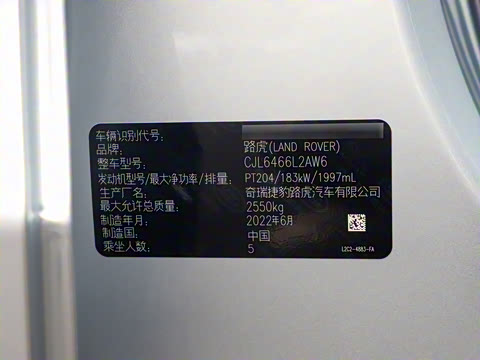 车辆识别代号:
品牌: 路虎(LAND ROVER)
整车型号: CJL6466L2AW6
发动机型号/最大净功率/排量: PT204/183kW/1997mL
生产厂名: 奇瑞捷豹路虎汽车有限公司
最大允许总质量: 2550kg
制造年月: 2022年6月
制造国: 中国
乘坐人数: 5
L2C2-4883-FA